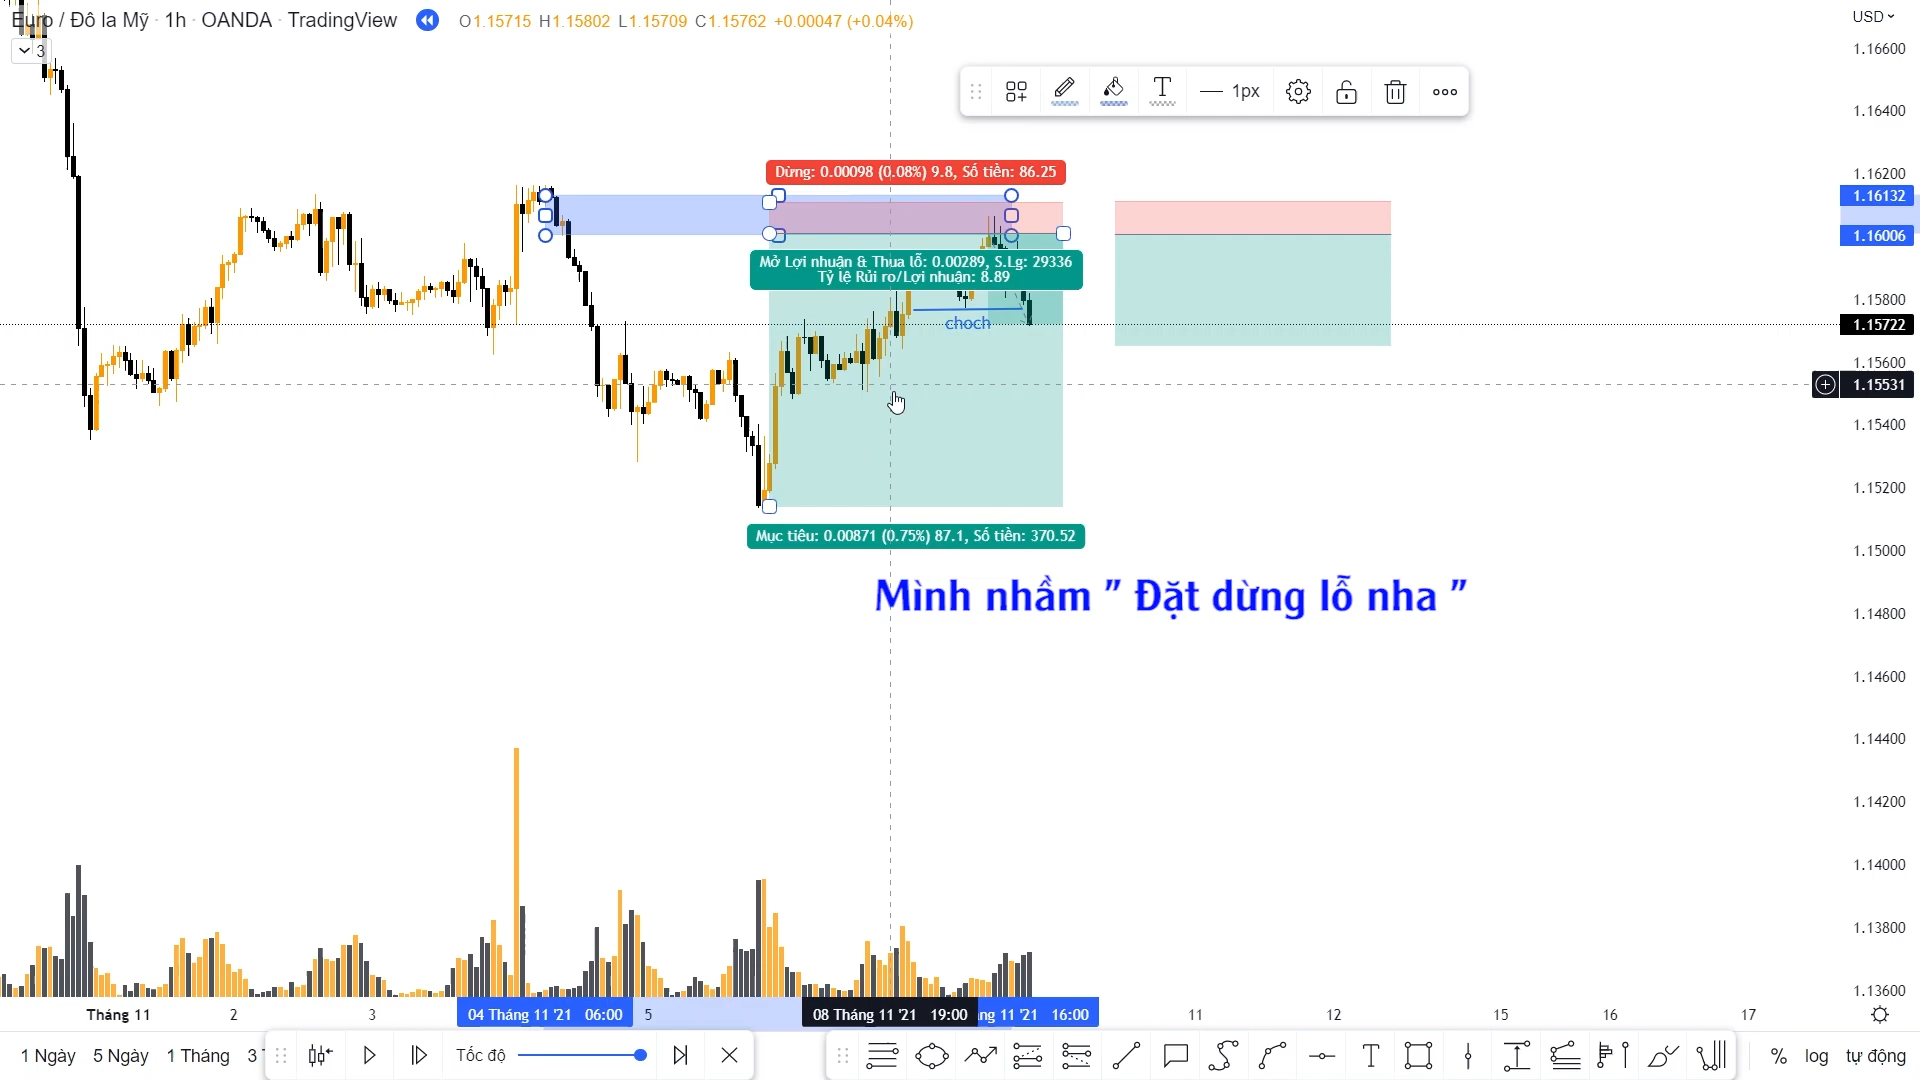 Euro / Đô la Mỹ · 1h · OANDA · TradingView
O1.15715 H1.15802 L1.15709 C1.15762 +0.00047 (+0.04%)
USD
3
1px
1.16600
1.16400
1.16200
1.16132
1.16006
1.15800
1.15722
1.15600
1.15531
1.15400
1.15200
1.15000
1.14800
1.14600
1.14400
1.14200
1.14000
1.13800
1.13600
Dừng: 0.00098 (0.08%) 9.8, Số tiền: 86.25
Mở Lợi nhuận & Thua lỗ: 0.00289, S.Lg: 29336
Tỷ lệ Rủi ro/Lợi nhuận: 8.89
choch
Mục tiêu: 0.00871 (0.75%) 87.1, Số tiền: 370.52
Mình nhầm " Đặt dừng lỗ nha "
Tháng 11 2 3 04 Tháng 11 '21 06:00 5 08 Tháng 11 '21 19:00 ng 11 '21 16:00 11 12 15 16 17
1 Ngày 5 Ngày 1 Tháng 3 Tốc độ % log tự động